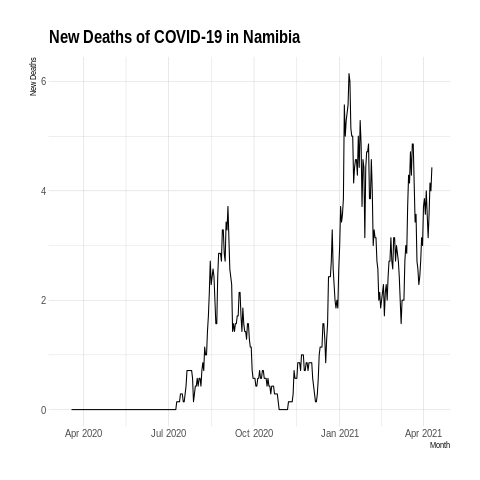 New Deaths of COVID-19 in Namibia
New Deaths
6
4
2
0
Apr 2020 Jul 2020 Oct 2020 Jan 2021 Apr 2021
Month